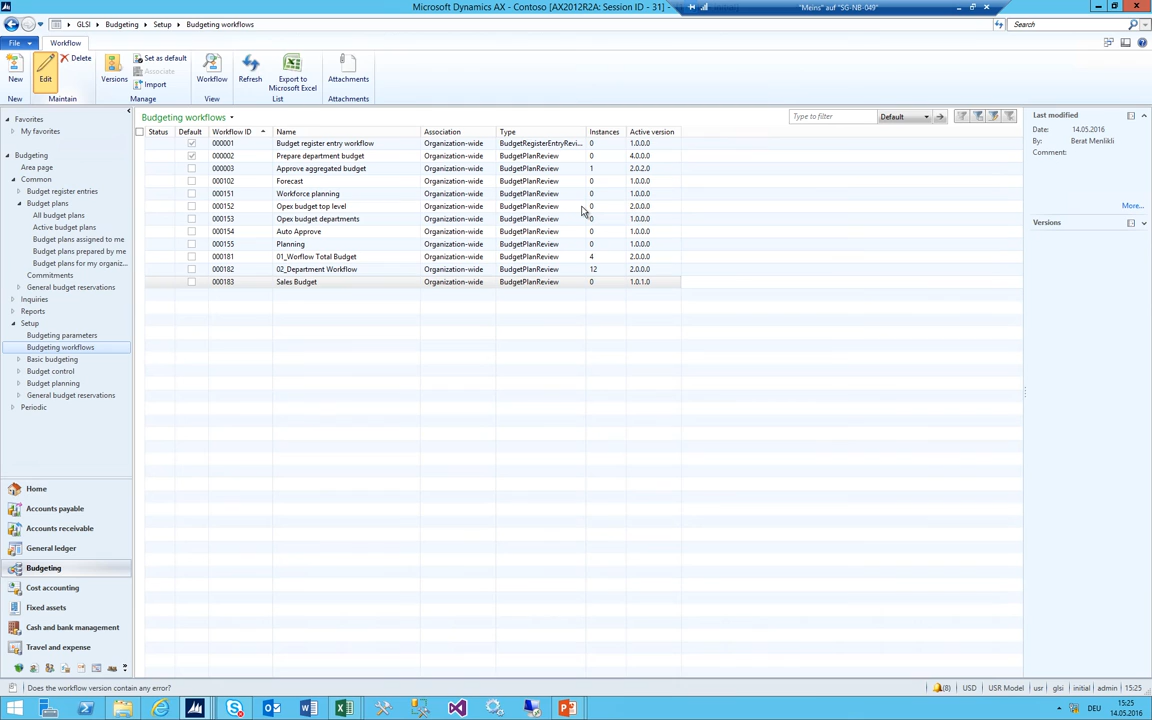 Microsoft Dynamics AX - Contoso [AX2012R2A: Session ID - 31] -
"Meins" auf "SG-NB-049"
GLSI ▸ Budgeting ▸ Setup ▸ Budgeting workflows
Search
File
Workflow
New
Edit
Delete
Versions
Set as default
Associate
Import
Workflow
Refresh
Export to Microsoft Excel
Attachments
New
Maintain
Manage
View
List
Attachments
Favorites
My favorites
Budgeting
Area page
Common
Budget register entries
Budget plans
All budget plans
Active budget plans
Budget plans assigned to me
Budget plans prepared by me
Budget plans for my organiz...
Commitments
General budget reservations
Inquiries
Reports
Setup
Budgeting parameters
Budgeting workflows
Basic budgeting
Budget control
Budget planning
General budget reservations
Periodic
Home
Accounts payable
Accounts receivable
General ledger
Budgeting
Cost accounting
Fixed assets
Cash and bank management
Travel and expense
Budgeting workflows
Type to filter
Default
Status Default Workflow ID Name Association Type Instances Active version
000001 Budget register entry workflow Organization-wide BudgetRegisterEntryRevi... 0 1.0.0.0
000002 Prepare department budget Organization-wide BudgetPlanReview 0 4.0.0.0
000003 Approve aggregated budget Organization-wide BudgetPlanReview 1 2.0.2.0
000102 Forecast Organization-wide BudgetPlanReview 0 1.0.0.0
000151 Workforce planning Organization-wide BudgetPlanReview 0 1.0.0.0
000152 Opex budget top level Organization-wide BudgetPlanReview 0 2.0.0.0
000153 Opex budget departments Organization-wide BudgetPlanReview 0 1.0.0.0
000154 Auto Approve Organization-wide BudgetPlanReview 0 1.0.0.0
000155 Planning Organization-wide BudgetPlanReview 0 1.0.0.0
000181 01_Worflow Total Budget Organization-wide BudgetPlanReview 4 2.0.0.0
000182 02_Department Workflow Organization-wide BudgetPlanReview 12 2.0.0.0
000183 Sales Budget Organization-wide BudgetPlanReview 0 1.0.1.0
Last modified
Date: 14.05.2016
By: Berat Menlikli
Comment:
More...
Versions
Does the workflow version contain any error?
(8) USD USR Model usr glsi initial admin 15:25
DEU
15:25
14.05.2016